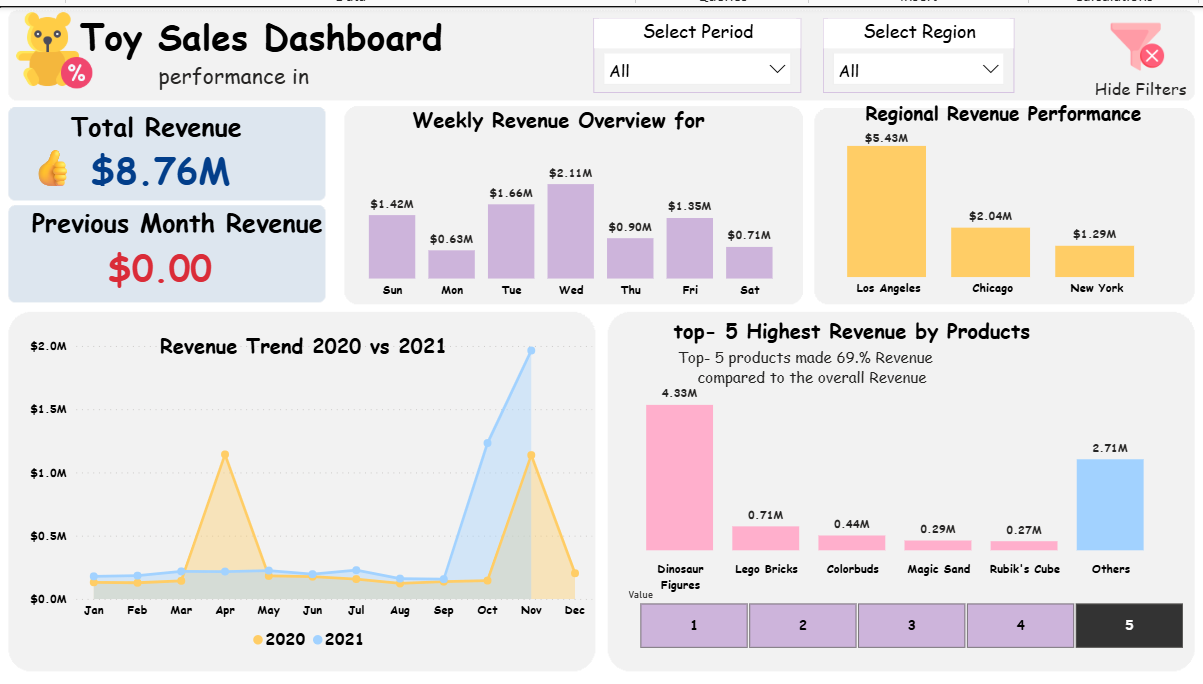 Data
Queries
Insert
Calculations
Toy Sales Dashboard
%
performance in
Select Period
All
Select Region
All
Hide Filters
Total Revenue
$8.76M
Previous Month Revenue
$0.00
Weekly Revenue Overview for
$1.42M
$0.63M
$1.66M
$2.11M
$0.90M
$1.35M
$0.71M
Sun
Mon
Tue
Wed
Thu
Fri
Sat
Regional Revenue Performance
$5.43M
$2.04M
$1.29M
Los Angeles
Chicago
New York
Revenue Trend 2020 vs 2021
$2.0M
$1.5M
$1.0M
$0.5M
$0.0M
Jan
Feb
Mar
Apr
May
Jun
Jul
Aug
Sep
Oct
Nov
Dec
2020
2021
top- 5 Highest Revenue by Products
Top- 5 products made 69.% Revenue
compared to the overall Revenue
4.33M
0.71M
0.44M
0.29M
0.27M
2.71M
Dinosaur
Figures
Lego Bricks
Colorbuds
Magic Sand
Rubik's Cube
Others
Value
1
2
3
4
5